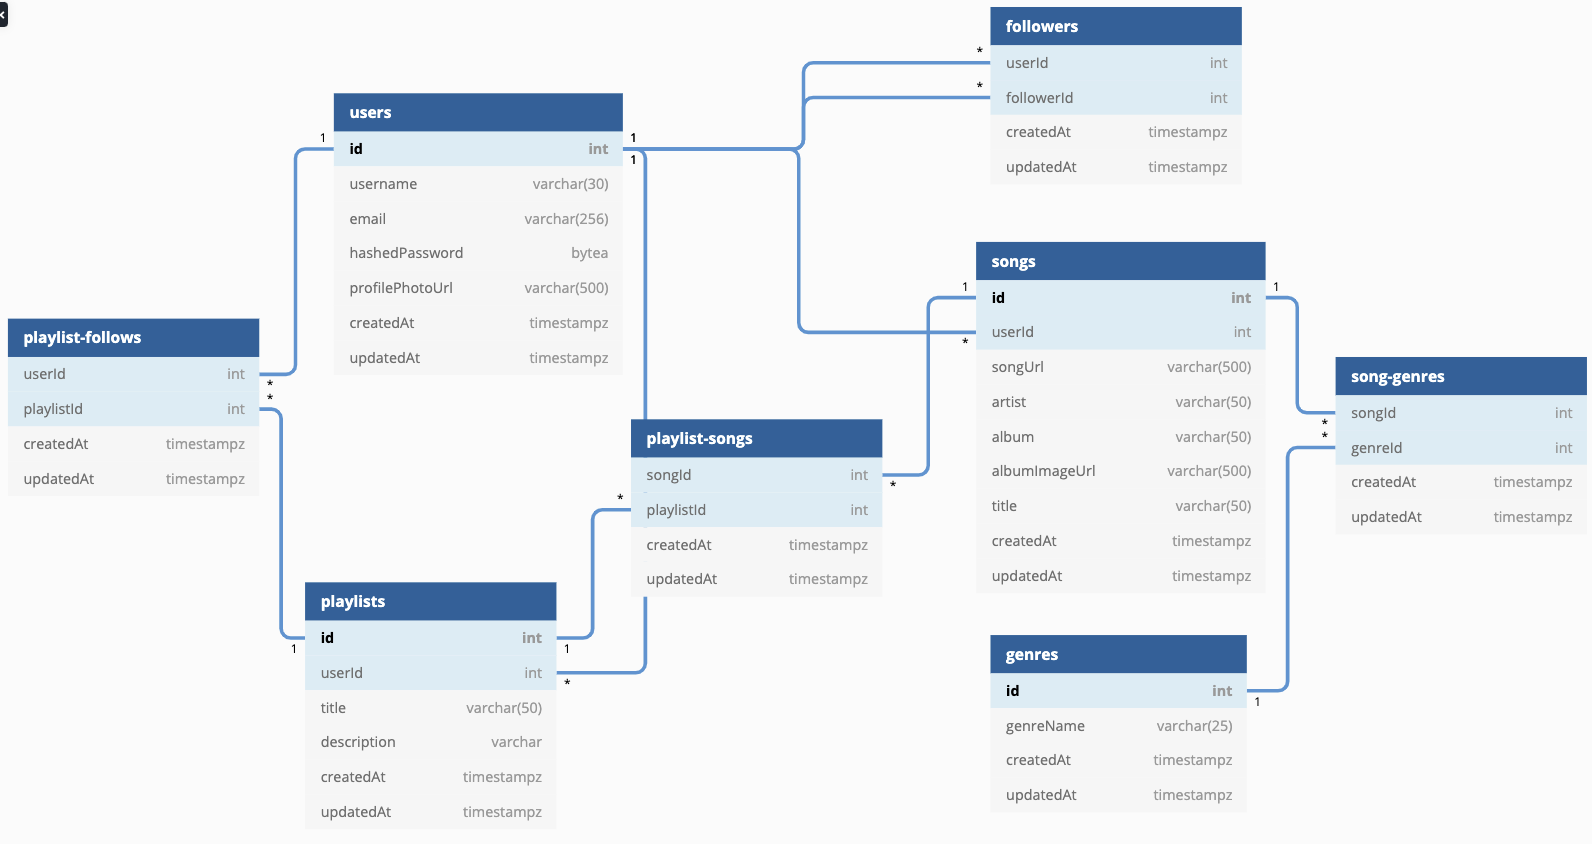 followers
userId int
followerId int
createdAt timestampz
updatedAt timestampz
users
id int
username varchar(30)
email varchar(256)
hashedPassword bytea
profilePhotoUrl varchar(500)
createdAt timestampz
updatedAt timestampz
songs
id int
userId int
songUrl varchar(500)
artist varchar(50)
album varchar(50)
albumImageUrl varchar(500)
title varchar(50)
createdAt timestampz
updatedAt timestampz
playlist-follows
userId int
playlistId int
createdAt timestampz
updatedAt timestampz
song-genres
songId int
genreId int
createdAt timestampz
updatedAt timestampz
playlist-songs
songId int
playlistId int
createdAt timestampz
updatedAt timestampz
playlists
id int
userId int
title varchar(50)
description varchar
createdAt timestampz
updatedAt timestampz
genres
id int
genreName varchar(25)
createdAt timestampz
updatedAt timestampz
*
*
1
1
1
1
*
1
*
*
*
*
*
*
1
1
*
1